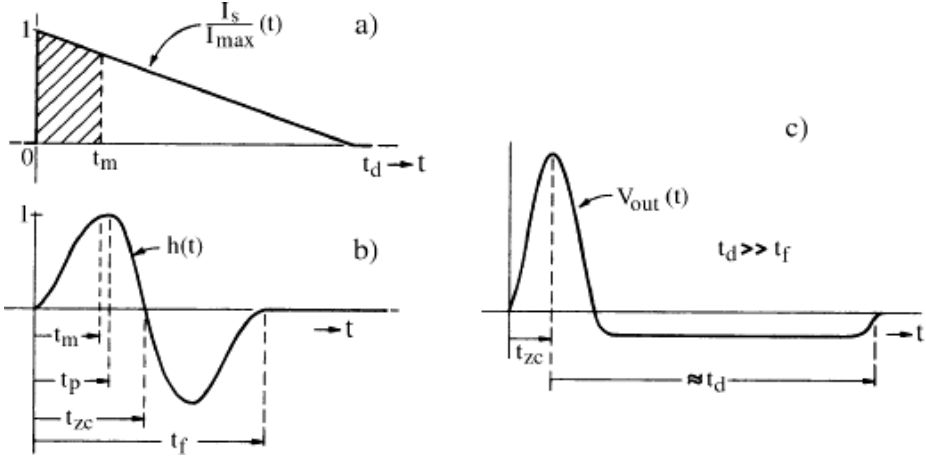 1
I_s/I_max (t)
a)
0
t_m
t_d → t
1
h(t)
b)
→ t
t_m
t_p
t_zc
t_f
c)
V_out (t)
t_d >> t_f
t_zc
→ t
≈t_d